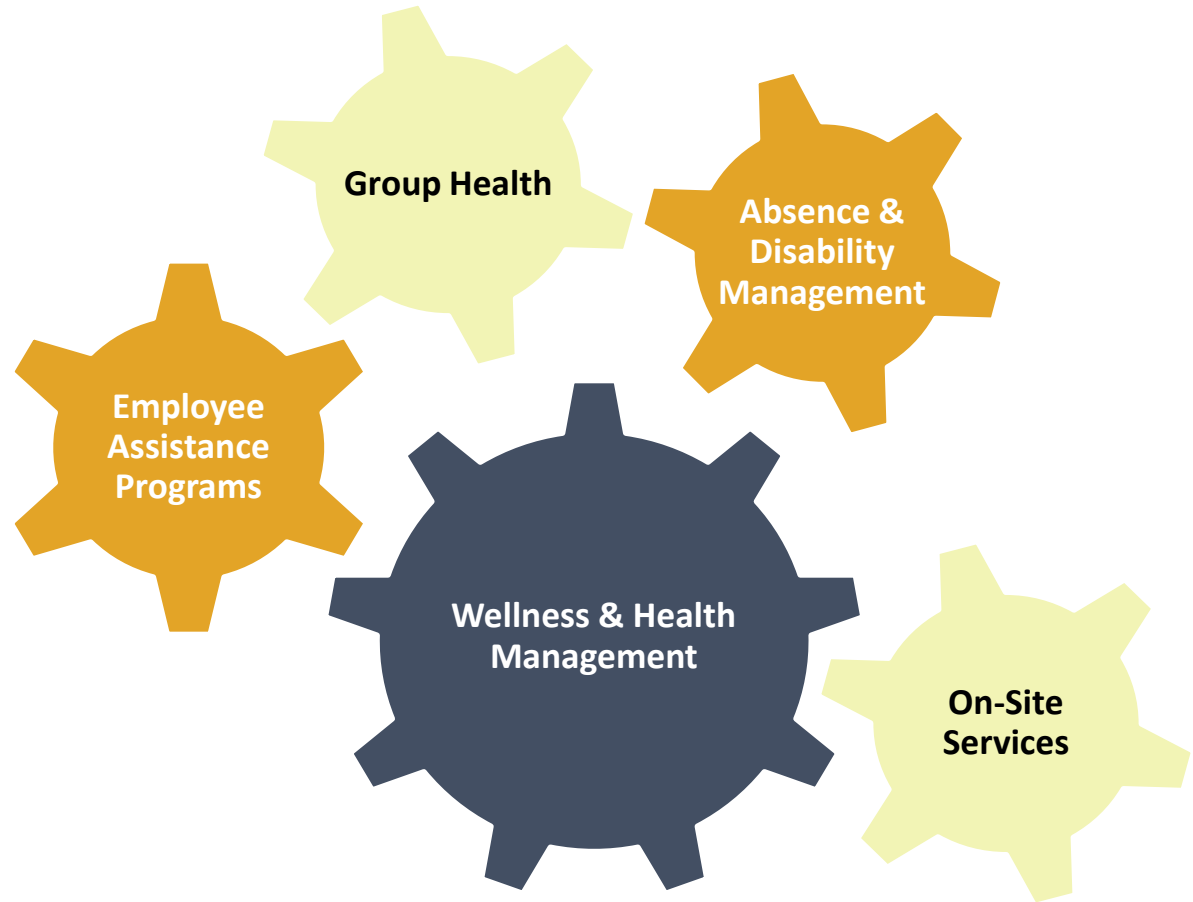 Group Health
Absence &
Disability
Management
Employee
Assistance
Programs
Wellness & Health
Management
On-Site
Services